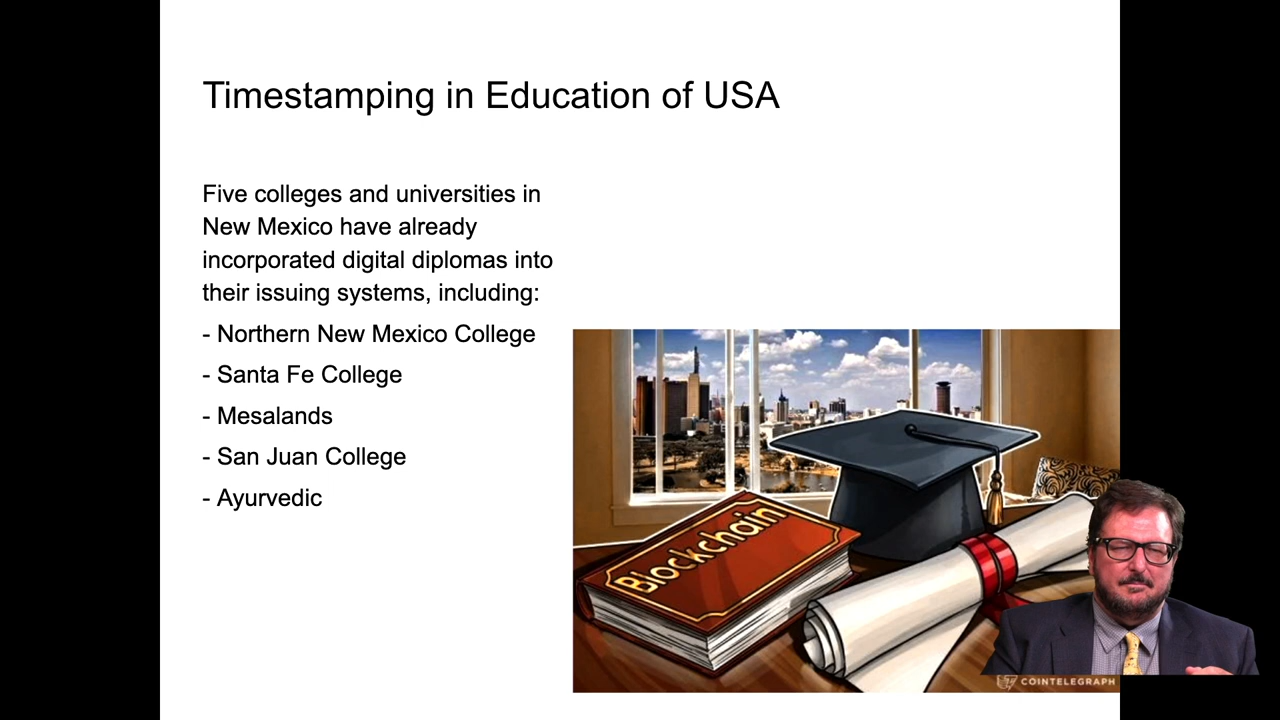 Timestamping in Education of USA
Five colleges and universities in
New Mexico have already
incorporated digital diplomas into
their issuing systems, including:
- Northern New Mexico College
- Santa Fe College
- Mesalands
- San Juan College
- Ayurvedic
Blockchain
COINTELEGRAPH